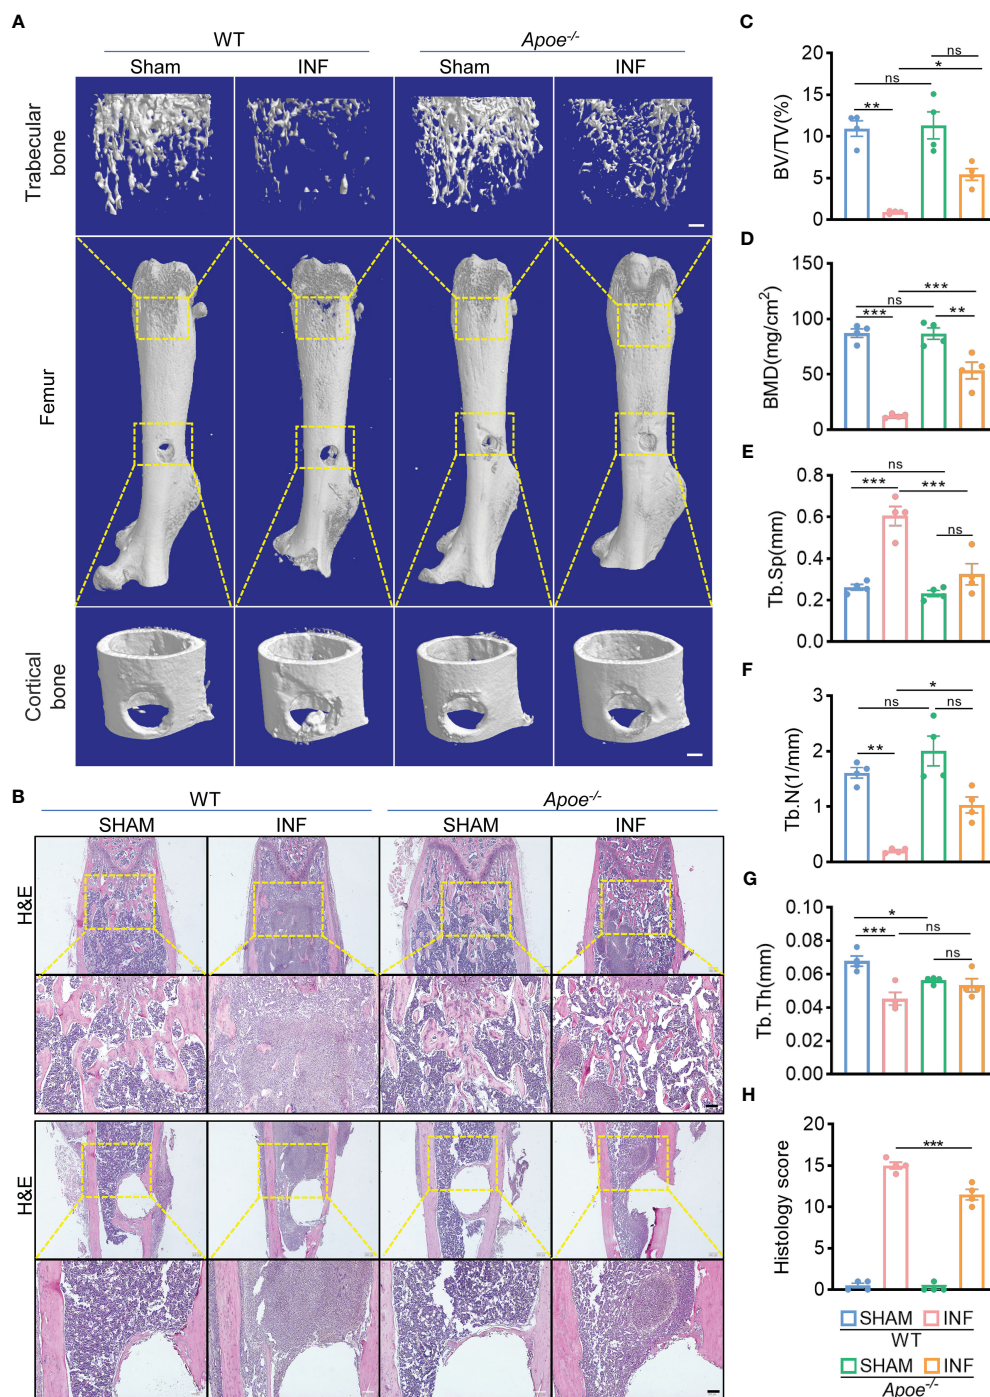 A
WT
Apoe-/-
Sham
INF
Sham
INF
Trabecular
bone
Femur
Cortical
bone
B
WT
Apoe-/-
SHAM
INF
SHAM
INF
H&E
H&E
C
BV/TV(%)
20
15
10
5
0
ns
*
ns
**
D
BMD(mg/cm2)
150
100
50
0
***
ns
***
**
E
Tb.Sp(mm)
0.8
0.6
0.4
0.2
0.0
ns
***
***
ns
F
Tb.N(1/mm)
3
2
1
0
*
ns
ns
**
G
Tb.Th(mm)
0.10
0.08
0.06
0.04
0.02
0.00
*
***
ns
ns
H
Histology score
20
15
10
5
0
***
SHAM
INF
WT
SHAM
INF
Apoe-/-